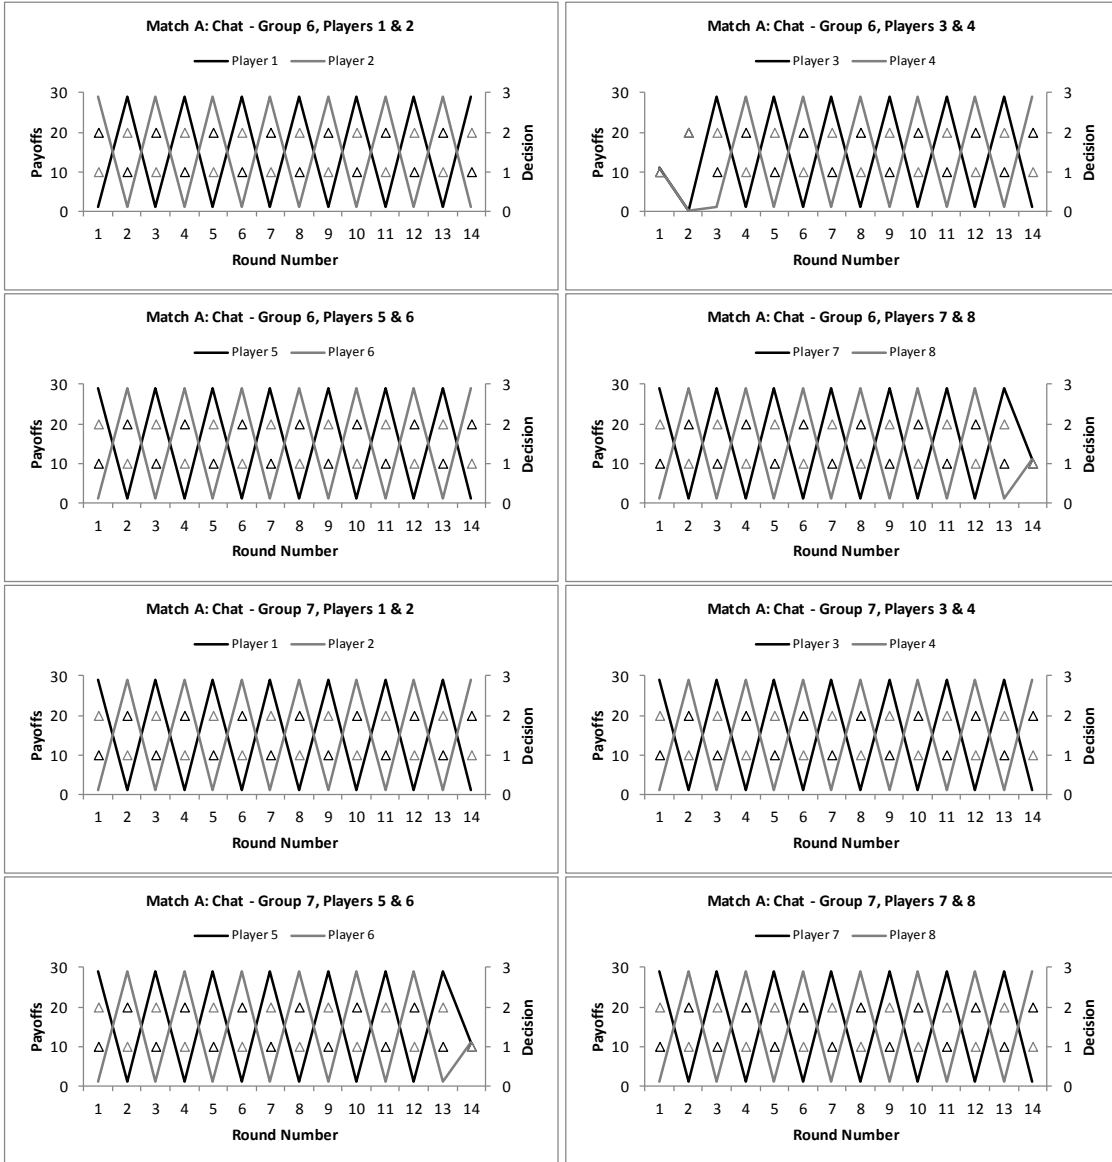 Match A: Chat - Group 6, Players 1 & 2
Player 1 Player 2
30
20
10
0
Payoffs
3
2
1
0
Decision
1 2 3 4 5 6 7 8 9 10 11 12 13 14
Round Number
Match A: Chat - Group 6, Players 3 & 4
Player 3 Player 4
30
20
10
0
Payoffs
3
2
1
0
Decision
1 2 3 4 5 6 7 8 9 10 11 12 13 14
Round Number
Match A: Chat - Group 6, Players 5 & 6
Player 5 Player 6
30
20
10
0
Payoffs
3
2
1
0
Decision
1 2 3 4 5 6 7 8 9 10 11 12 13 14
Round Number
Match A: Chat - Group 6, Players 7 & 8
Player 7 Player 8
30
20
10
0
Payoffs
3
2
1
0
Decision
1 2 3 4 5 6 7 8 9 10 11 12 13 14
Round Number
Match A: Chat - Group 7, Players 1 & 2
Player 1 Player 2
30
20
10
0
Payoffs
3
2
1
0
Decision
1 2 3 4 5 6 7 8 9 10 11 12 13 14
Round Number
Match A: Chat - Group 7, Players 3 & 4
Player 3 Player 4
30
20
10
0
Payoffs
3
2
1
0
Decision
1 2 3 4 5 6 7 8 9 10 11 12 13 14
Round Number
Match A: Chat - Group 7, Players 5 & 6
Player 5 Player 6
30
20
10
0
Payoffs
3
2
1
0
Decision
1 2 3 4 5 6 7 8 9 10 11 12 13 14
Round Number
Match A: Chat - Group 7, Players 7 & 8
Player 7 Player 8
30
20
10
0
Payoffs
3
2
1
0
Decision
1 2 3 4 5 6 7 8 9 10 11 12 13 14
Round Number